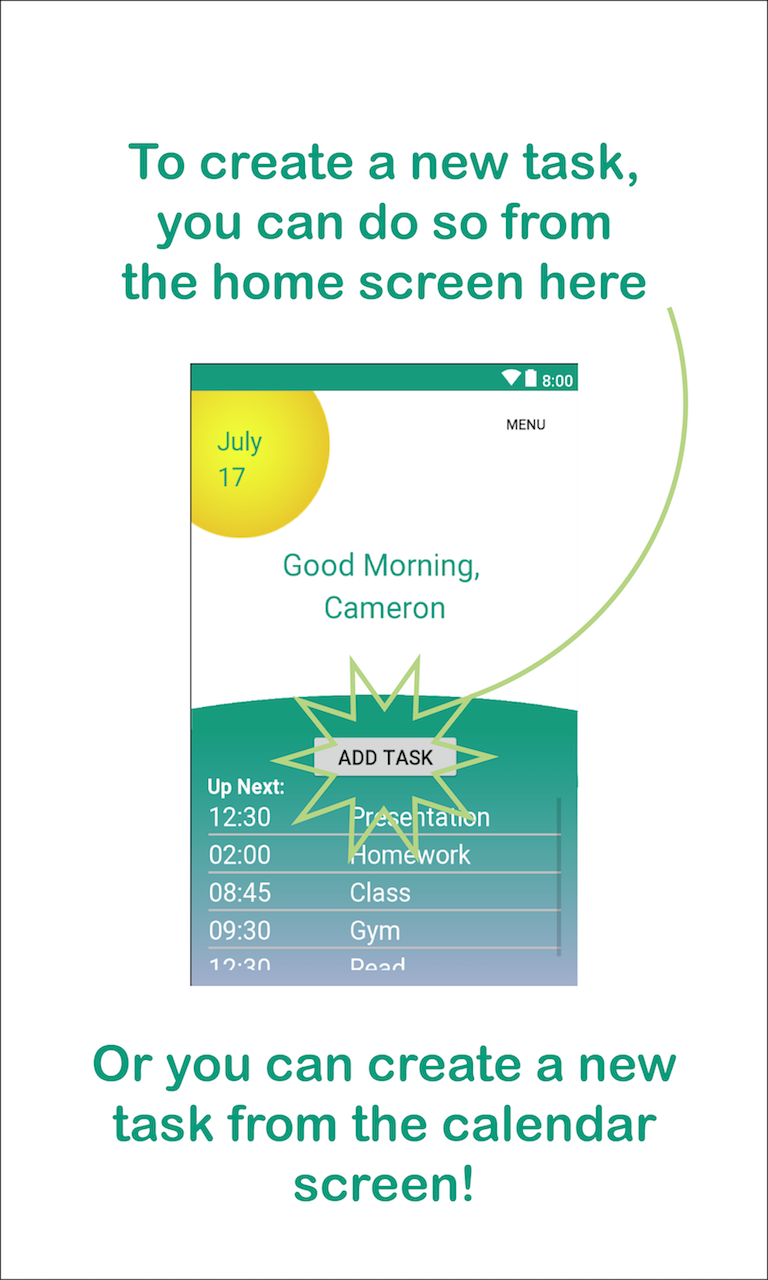 To create a new task,
you can do so from
the home screen here
8:00
July
17
MENU
Good Morning,
Cameron
ADD TASK
Up Next:
12:30 Presentation
02:00 Homework
08:45 Class
09:30 Gym
12:30 Read
Or you can create a new
task from the calendar
screen!